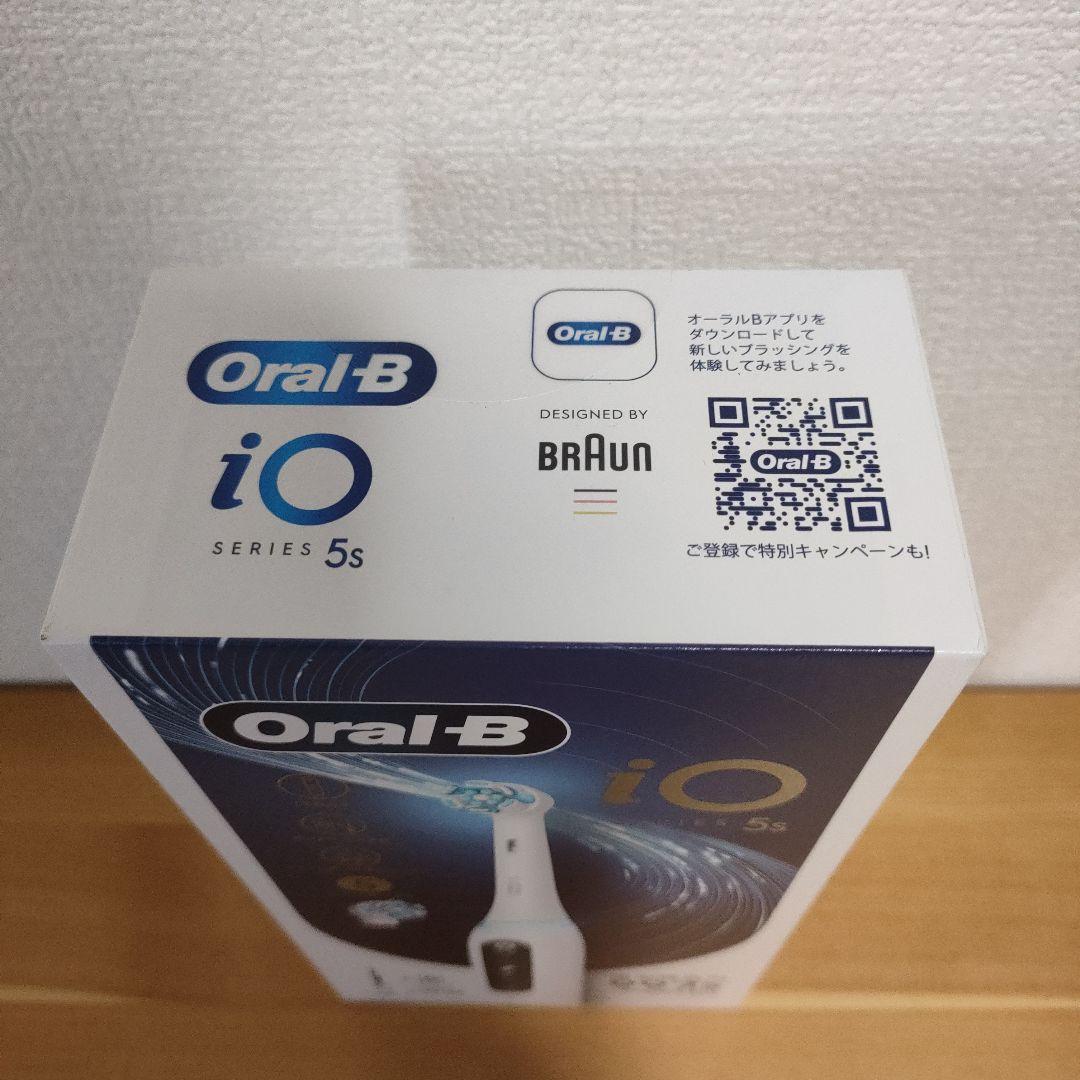 Oral-B
iO
SERIES 5s
Oral-B
DESIGNED BY
BRAUN
オーラルBアプリを
ダウンロードして
新しいブラッシングを
体験してみましょう。
Oral-B
ご登録で特別キャンペーンも!
Oral-B
iO
SERIES 5s